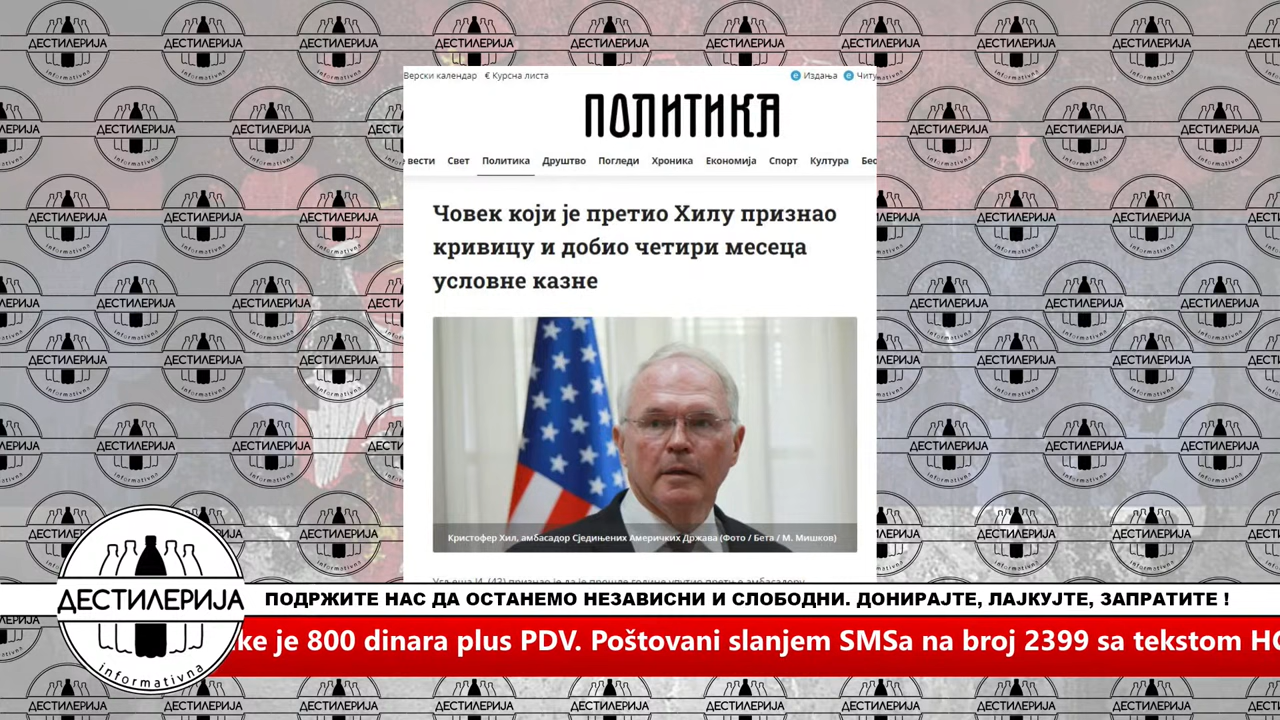 Верски календар € Курсна листа Издања Читу
ПОЛИТИКА
вести Свет Политика Друштво Погледи Хроника Економија Спорт Култура Бео
Човек који је претио Хилу признао
кривицу и добио четири месеца
условне казне
Кристофер Хил, амбасадор Сједињених Америчких Држава (Фото / Бета / М. Мишков)
ДЕСТИЛЕРИЈА
informativna
ПОДРЖИТЕ НАС ДА ОСТАНЕМО НЕЗАВИСНИ И СЛОБОДНИ. ДОНИРАЈТЕ, ЛАЈКУЈТЕ, ЗАПРАТИТЕ !
ke je 800 dinara plus PDV. Poštovani slanjem SMSa na broj 2399 sa tekstom